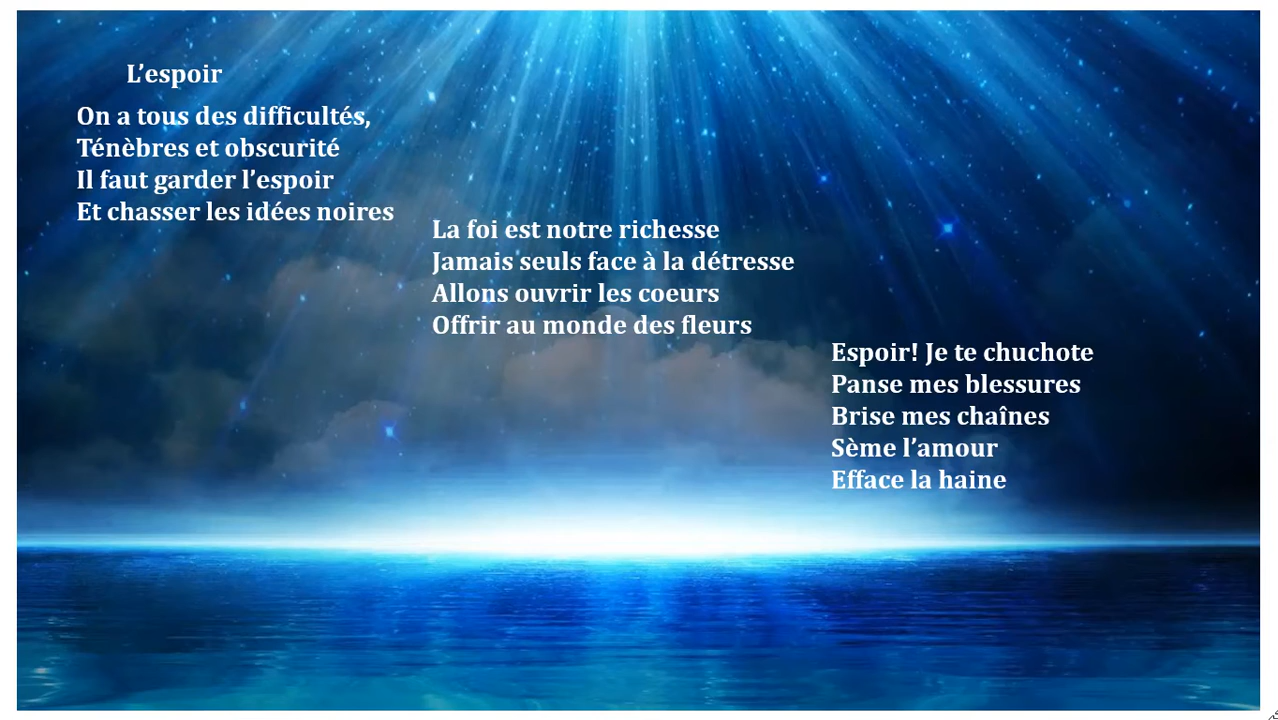 L’espoir
On a tous des difficultés,
Ténèbres et obscurité
Il faut garder l’espoir
Et chasser les idées noires
La foi est notre richesse
Jamais seuls face à la détresse
Allons ouvrir les coeurs
Offrir au monde des fleurs
Espoir! Je te chuchote
Panse mes blessures
Brise mes chaînes
Sème l’amour
Efface la haine